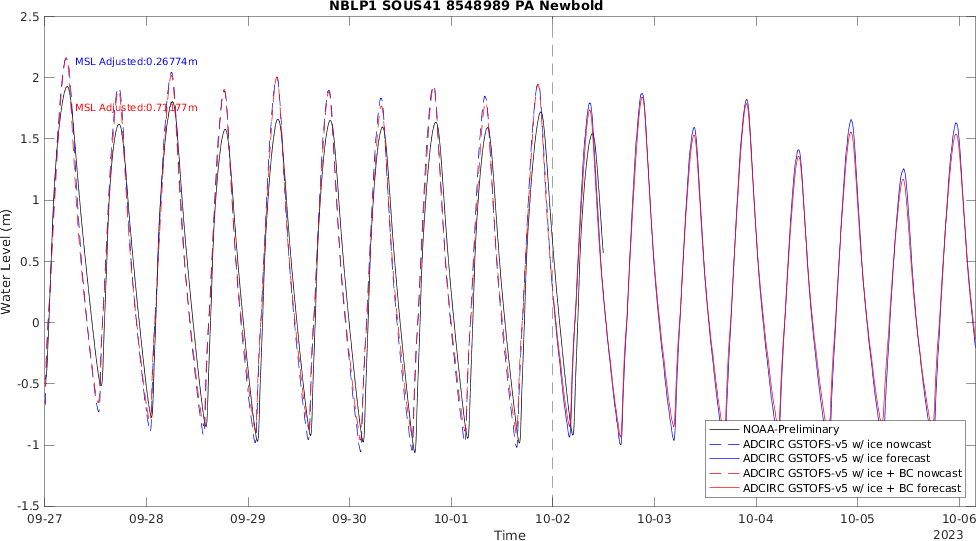 NBLP1 SOUS41 8548989 PA Newbold
2.5
2
1.5
1
0.5
0
-0.5
-1
-1.5
Water Level (m)
MSL Adjusted:0.26774m
MSL Adjusted:0.71177m
NOAA-Preliminary
ADCIRC GSTOFS-v5 w/ ice nowcast
ADCIRC GSTOFS-v5 w/ ice forecast
ADCIRC GSTOFS-v5 w/ ice + BC nowcast
ADCIRC GSTOFS-v5 w/ ice + BC forecast
09-27 09-28 09-29 09-30 10-01 10-02 10-03 10-04 10-05 10-06
Time 2023